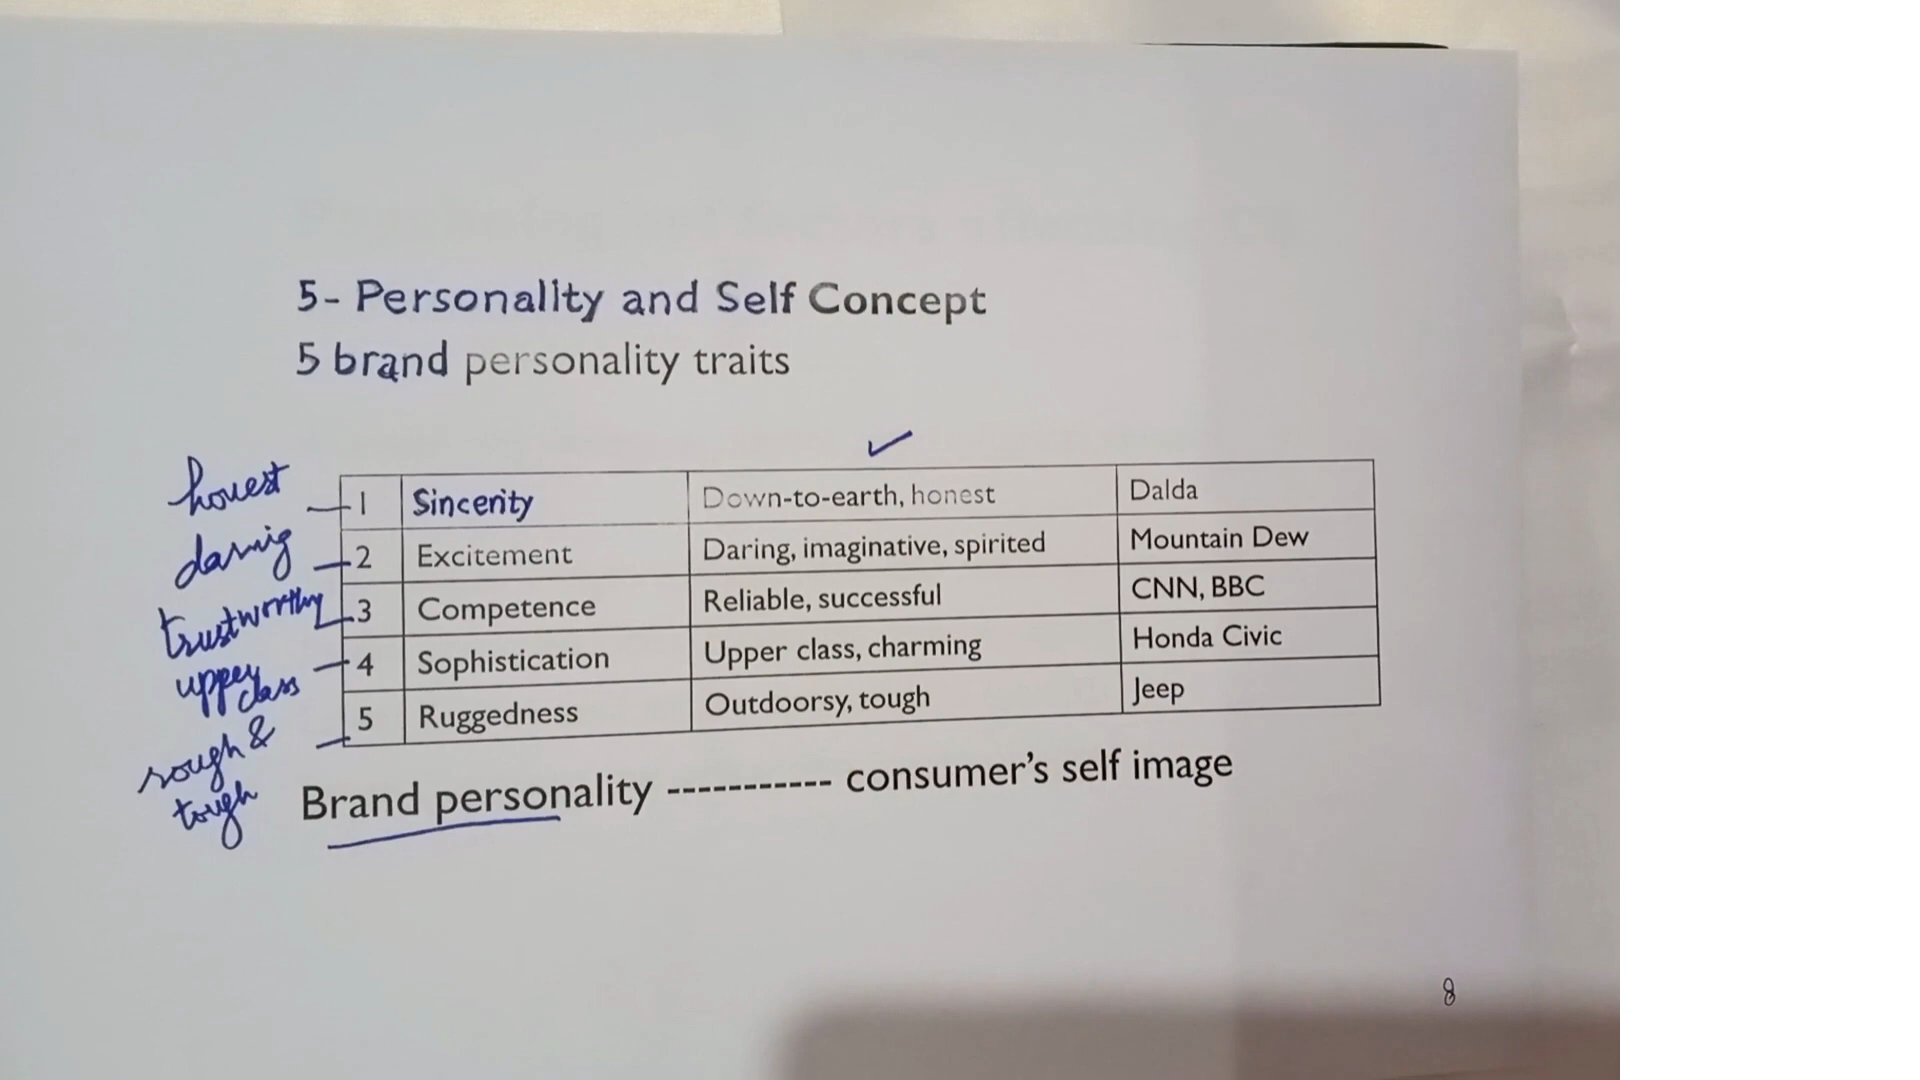 5- Personality and Self Concept
5 brand personality traits
honest
1 Sincerity Down-to-earth, honest Dalda
daring
2 Excitement Daring, imaginative, spirited Mountain Dew
trustworthy
3 Competence Reliable, successful CNN, BBC
upper class
4 Sophistication Upper class, charming Honda Civic
rough &
tough
5 Ruggedness Outdoorsy, tough Jeep
Brand personality ----------- consumer's self image
8